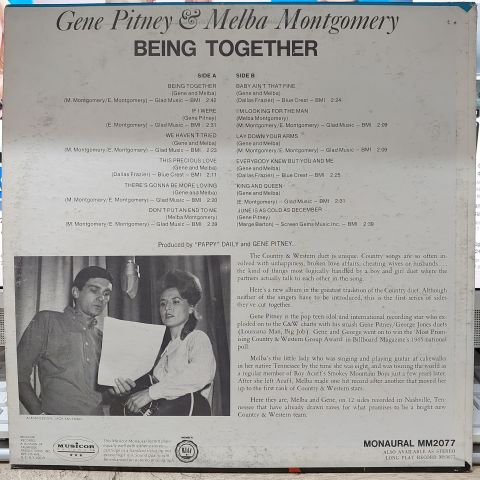 Gene Pitney & Melba Montgomery
BEING TOGETHER
SIDE A
BEING TOGETHER
(Gene and Melba)
(M. Montgomery/E. Montgomery) — Glad Music — BMI 2:42
IF I WERE
(Gene Pitney)
(E. Montgomery) — Glad Music — BMI 2:31
WE HAVEN'T TRIED
(Gene and Melba)
(M. Montgomery/E. Montgomery) — Glad Music — BMI 2:23
THIS PRECIOUS LOVE
(Gene and Melba)
(Dallas Frazier) — Blue Crest — BMI 2:11
THERE'S GONNA BE MORE LOVING
(Gene and Melba)
(M. Montgomery/E. Montgomery) — Glad Music — BMI 2:20
(Melba Montgomery)
(M. Montgomery/E. Montgomery) — Glad Music — BMI 2:39
SIDE B
BABY AIN'T THAT FINE
(Gene and Melba)
(Dallas Frazier) — Blue Crest — BMI 2:24
I'M LOOKING FOR THE MAN
(Melba Montgomery)
(M. Montgomery/E. Montgomery) — Glad Music — BMI 2:09
LAY DOWN YOUR ARMS
(Gene and Melba)
(M. Montgomery/E. Montgomery) — Glad Music — BMI 2:09
EVERYBODY KNEW BUT YOU AND ME
(Gene and Melba)
(Dallas Frazier) — Blue Crest — BMI 2:25
KING AND QUEEN
(Gene and Melba)
(E. Montgomery) — Glad Music — BMI 2:31
JUNE IS AS COLD AS DECEMBER
(Gene Pitney)
(Marge Barton) — Screen Gems Music Inc. — BMI 2:39
Produced by "PAPPY" DAILY and GENE PITNEY.
The Country & Western duet is unique. Country songs are so often in-
volved with unhappiness, broken love affairs, cheating wives or husbands . . .
the kind of things most logically handled by a boy and girl duet where the
partners actually talk to each other in the song.
Here's a new album in the greatest tradition of the Country duet. Although
neither of the singers have to be introduced, this is the first series of sides
they've cut together.
Gene Pitney is the pop teen idol and international recording star who ex-
ploded on to the C&W charts with his smash Gene Pitney/George Jones duets
(Louisiana Man, Big Job). Gene and George went on to win the 'Most Prom-
ising Country & Western Group Award' in Billboard Magazine's 1965 national
poll.
Melba's the little lady who was singing and playing guitar at cakewalks
in her native Tennessee by the time she was eight, and was touring the world as
a regular member of Roy Acuff's Smokey Mountain Boys just a few years later.
After she left Acuff, Melba made one hit record after another that moved her
up to the first rank of Country & Western stars.
Here they are, Melba and Gene, on 12 sides recorded in Nashville, Ten-
nessee that have already drawn raves for what promises to be a bright new
Country & Western team.
MUSICOR
MONAURAL MM2077
ALSO AVAILABLE AS STEREO
LONG PLAY RECORD